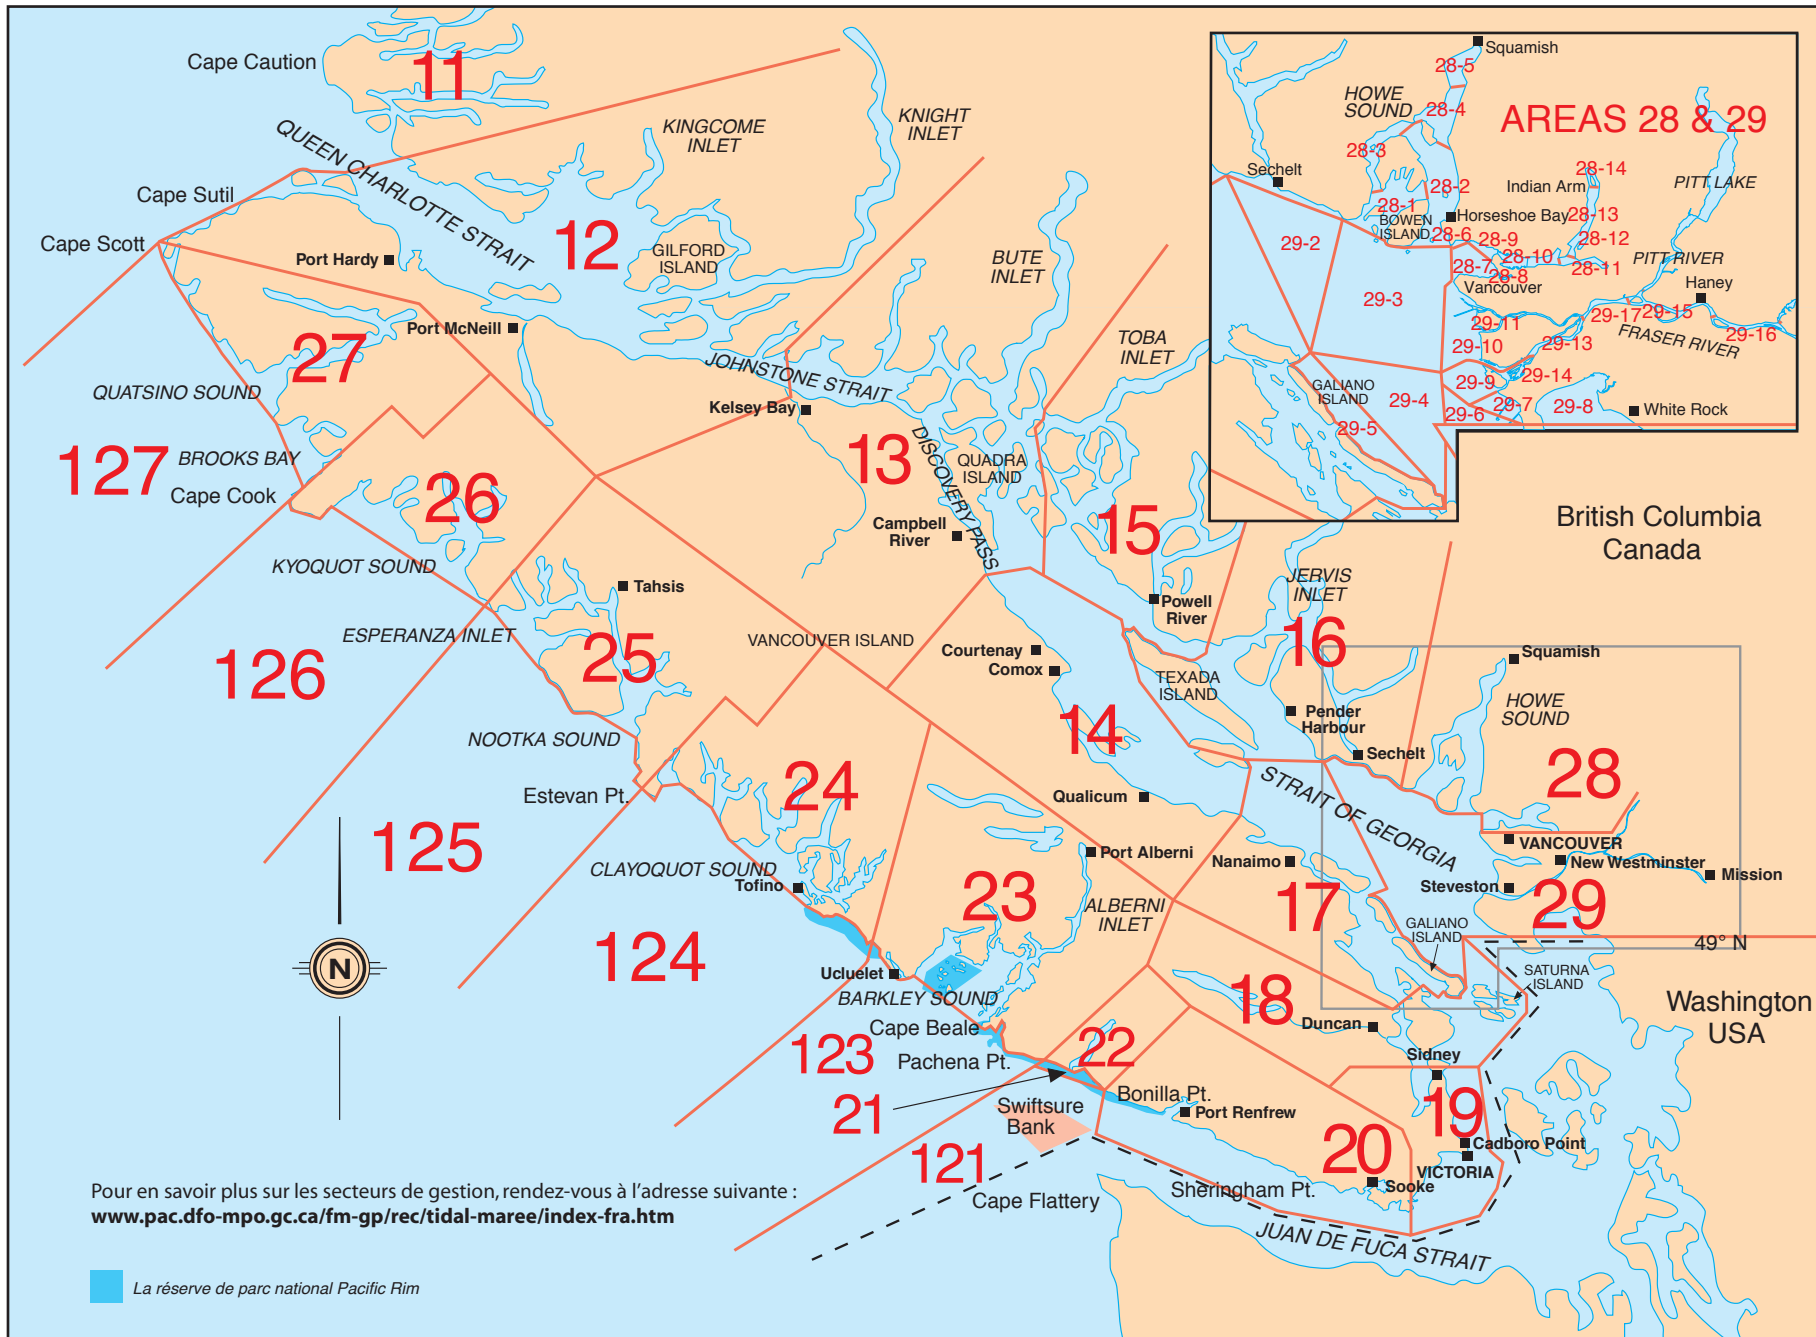 Cape Caution
11
QUEEN CHARLOTTE STRAIT
KINGCOME
INLET
KNIGHT
INLET
Cape Sutil
Cape Scott
12
GILFORD
ISLAND
Port Hardy
BUTE
INLET
27
Port McNeill
TOBA
INLET
JOHNSTONE STRAIT
QUATSINO SOUND
Kelsey Bay
127
BROOKS BAY
Cape Cook
26
13
DISCOVERY PASS
QUADRA
ISLAND
Campbell
River
15
KYOQUOT SOUND
Tahsis
JERVIS
INLET
Powell
River
ESPERANZA INLET
126
25
VANCOUVER ISLAND
Courtenay
Comox
16
TEXADA
ISLAND
Squamish
HOWE
SOUND
Pender
Harbour
14
NOOTKA SOUND
Sechelt
28
24
STRAIT OF GEORGIA
Estevan Pt.
Qualicum
125
VANCOUVER
Port Alberni
Nanaimo
New Westminster
CLAYOQUOT SOUND
Tofino
Steveston
Mission
23
17
29
ALBERNI
INLET
GALIANO
ISLAND
124
49° N
Ucluelet
SATURNA
ISLAND
BARKLEY SOUND
18
Washington
USA
Cape Beale
Duncan
123
22
Pachena Pt.
Sidney
21
Bonilla Pt.
Swiftsure
Bank
Port Renfrew
19
Cadboro Point
121
20
VICTORIA
Sooke
Sheringham Pt.
Cape Flattery
JUAN DE FUCA STRAIT
N
Pour en savoir plus sur les secteurs de gestion, rendez-vous à l'adresse suivante :
www.pac.dfo-mpo.gc.ca/fm-gp/rec/tidal-maree/index-fra.htm
La réserve de parc national Pacific Rim
British Columbia
Canada
AREAS 28 & 29
Squamish
28-5
HOWE
SOUND
28-4
28-3
Sechelt
28-14
28-2
Indian Arm
PITT LAKE
28-1
BOWEN
ISLAND
Horseshoe Bay
28-13
28-6
28-9
28-12
29-2
28-10
PITT RIVER
28-7
28-11
28-8
Vancouver
Haney
29-3
29-17
29-15
29-11
29-16
FRASER RIVER
29-10
29-13
29-14
29-9
GALIANO
ISLAND
29-4
29-7
29-8
29-6
White Rock
29-5